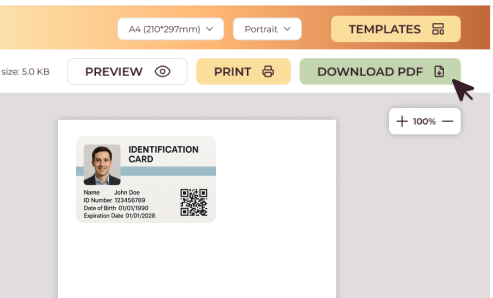 A4 (210*297mm)
Portrait
TEMPLATES
size: 5.0 KB
PREVIEW
PRINT
DOWNLOAD PDF
100%
IDENTIFICATION
CARD
Name John Doe
ID Number 123456789
Date of Birth 01/01/1990
Expiration Date 01/01/2028